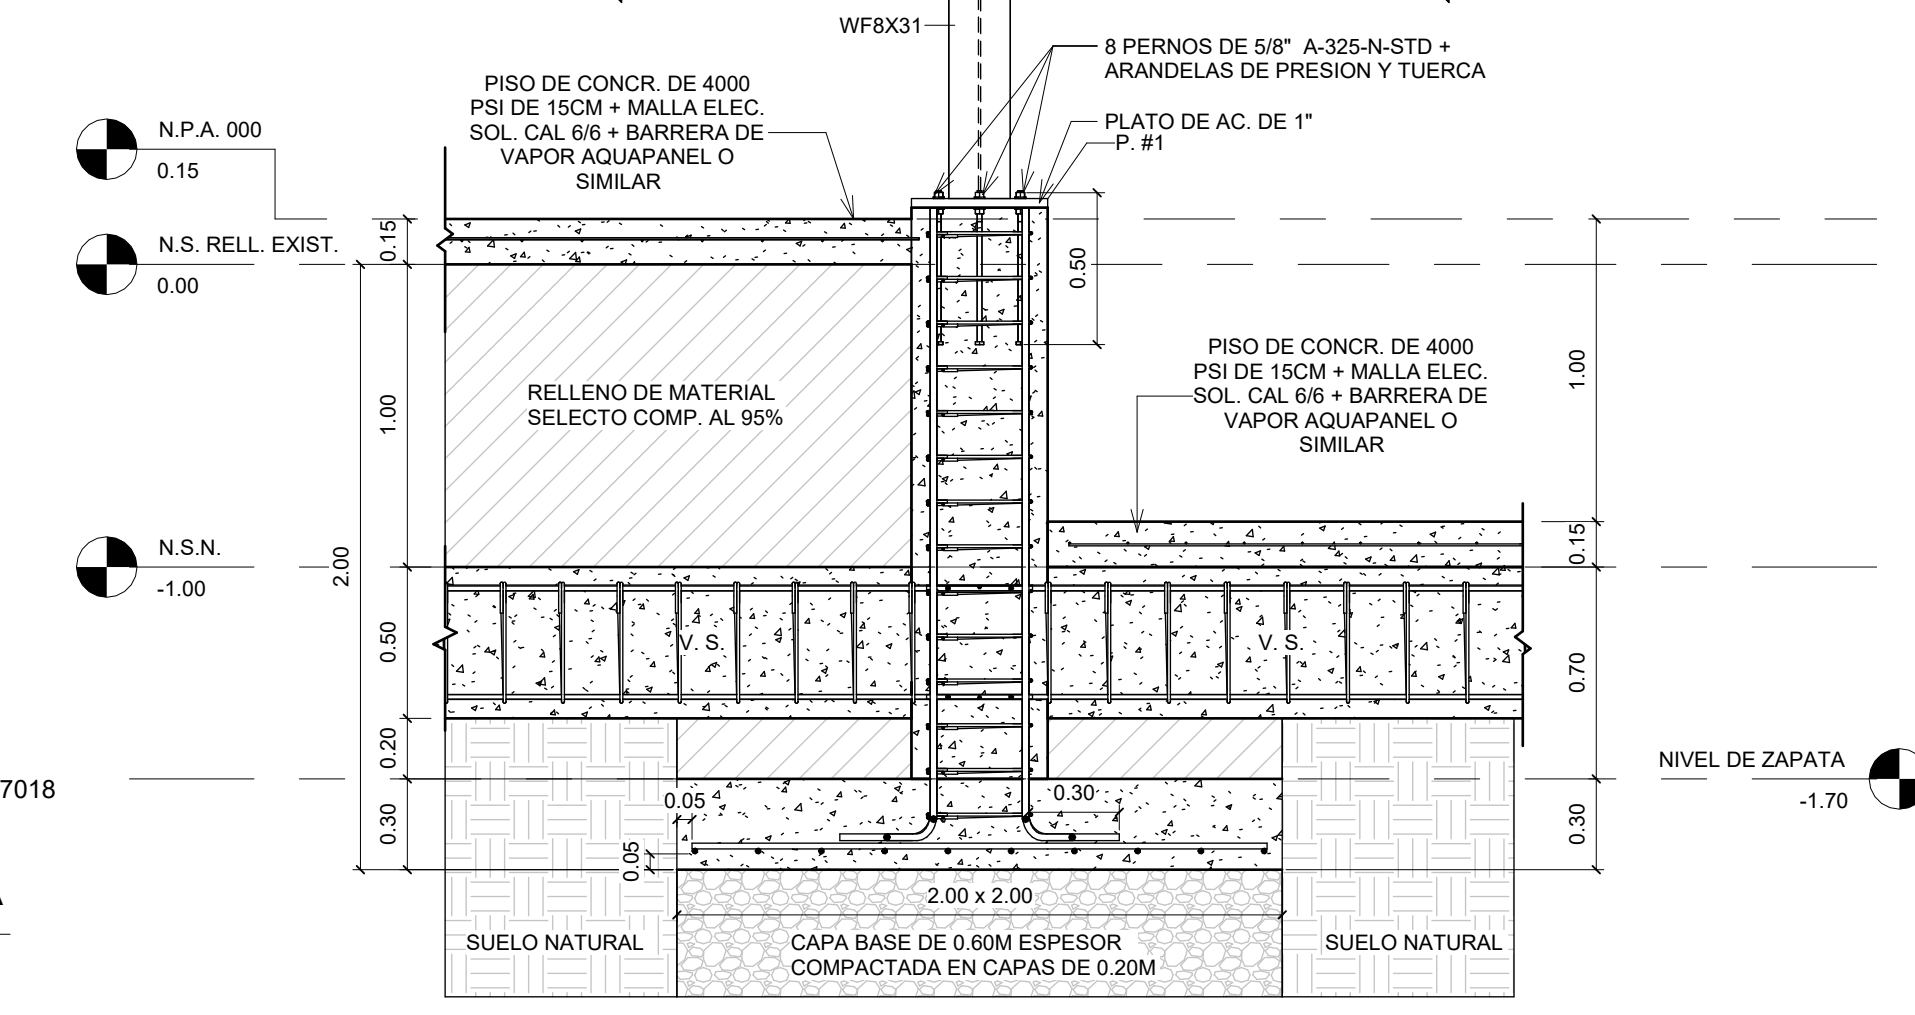 WF8X31
8 PERNOS DE 5/8" A-325-N-STD +
ARANDELAS DE PRESION Y TUERCA
PISO DE CONCR. DE 4000
PSI DE 15CM + MALLA ELEC.
SOL. CAL 6/6 + BARRERA DE
VAPOR AQUAPANEL O
SIMILAR
PLATO DE AC. DE 1"
P. #1
N.P.A. 000
0.15
N.S. RELL. EXIST.
0.00
0.15
0.50
PISO DE CONCR. DE 4000
PSI DE 15CM + MALLA ELEC.
SOL. CAL 6/6 + BARRERA DE
VAPOR AQUAPANEL O
SIMILAR
1.00
RELLENO DE MATERIAL
SELECTO COMP. AL 95%
1.00
N.S.N.
-1.00
2.00
0.15
0.50
V. S.
V. S.
0.70
0.20
NIVEL DE ZAPATA
-1.70
7018
0.05
0.30
0.30
0.30
0.05
2.00 x 2.00
SUELO NATURAL
CAPA BASE DE 0.60M ESPESOR
COMPACTADA EN CAPAS DE 0.20M
SUELO NATURAL